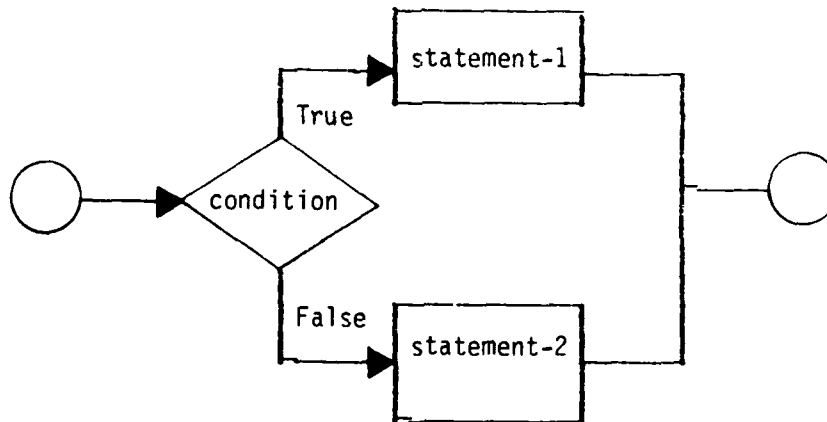 statement-1
True
condition
False
statement-2